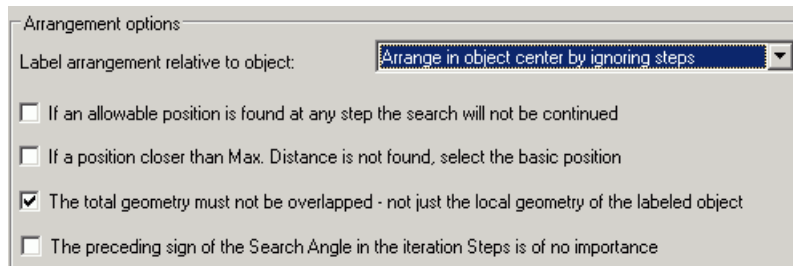 Arrangement options
Label arrangement relative to object: Arrange in object center by ignoring steps
If an allowable position is found at any step the search will not be continued
If a position closer than Max. Distance is not found, select the basic position
The total geometry must not be overlapped - not just the local geometry of the labeled object
The preceding sign of the Search Angle in the iteration Steps is of no importance